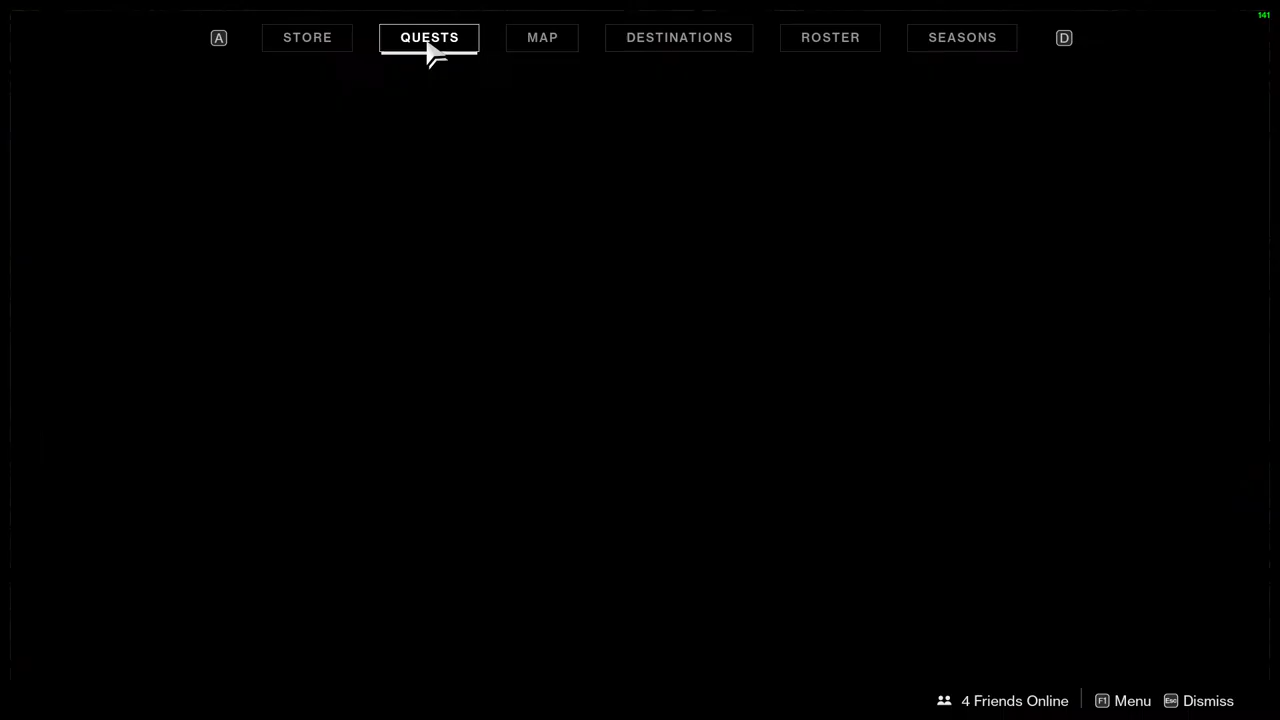 141
A STORE QUESTS MAP DESTINATIONS ROSTER SEASONS D
4 Friends Online F1 Menu Esc Dismiss